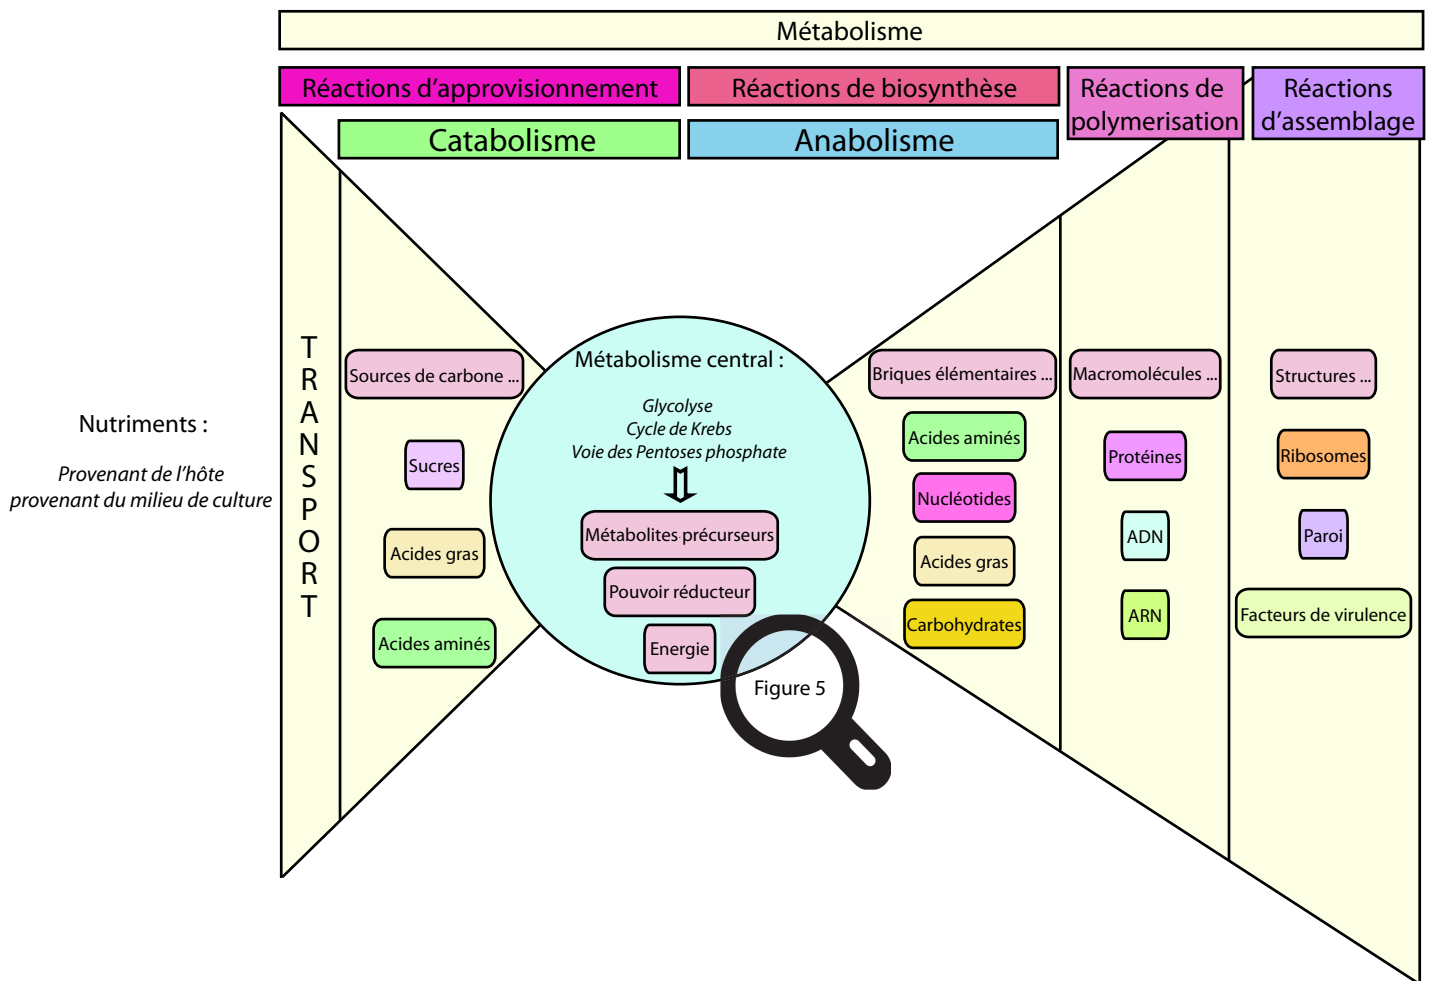 Métabolisme
Réactions d'approvisionnement
Réactions de biosynthèse
Réactions de
polymerisation
Réactions
d'assemblage
Catabolisme
Anabolisme
Nutriments :
Provenant de l'hôte
provenant du milieu de culture
TRANSPORT
Sources de carbone ...
Sucres
Acides gras
Acides aminés
Métabolisme central :
Glycolyse
Cycle de Krebs
Voie des Pentoses phosphate
Métabolites précurseurs
Pouvoir réducteur
Energie
Figure 5
Briques élémentaires ...
Acides aminés
Nucléotides
Acides gras
Carbohydrates
Macromolécules ...
Protéines
ADN
ARN
Structures ...
Ribosomes
Paroi
Facteurs de virulence